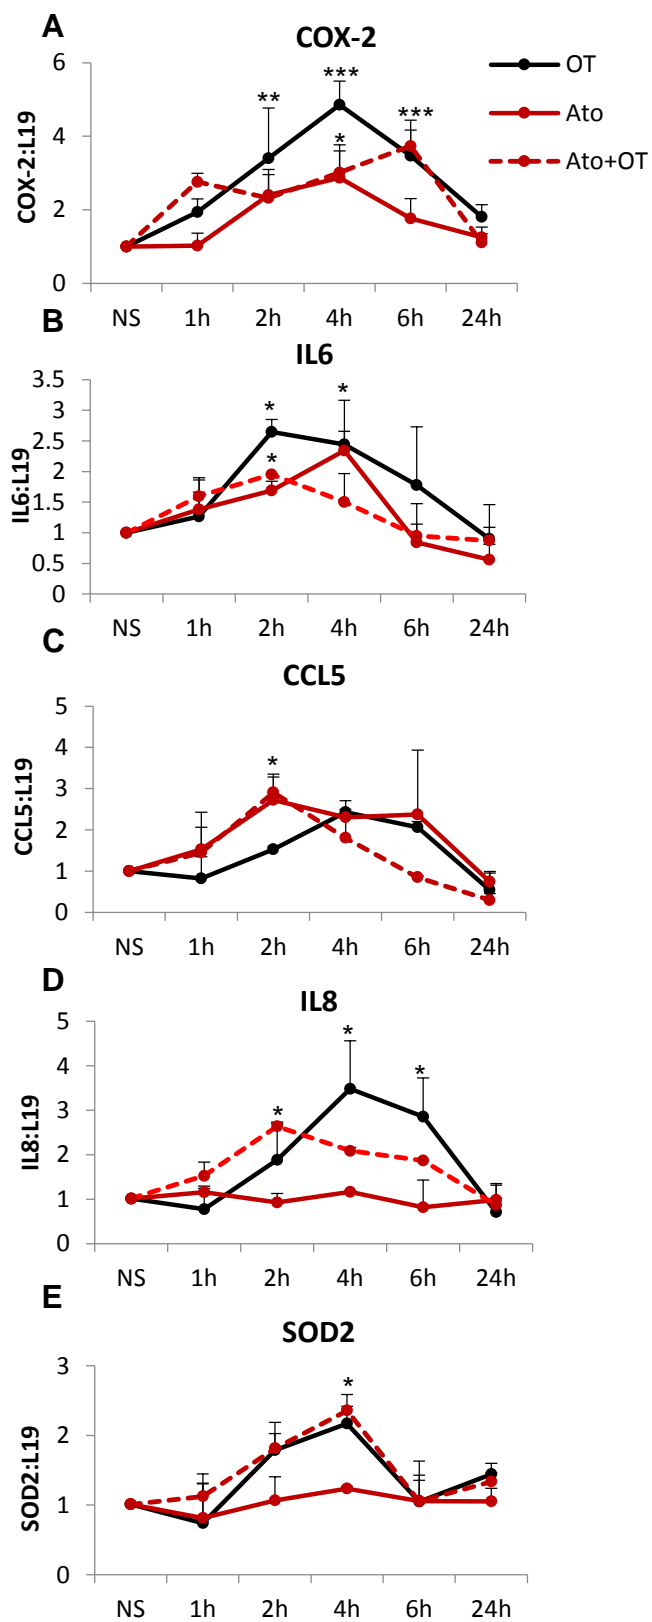 A
COX-2
6
4
2
0
COX-2:L19
** *** * ***
OT
Ato
Ato+OT
NS 1h 2h 4h 6h 24h
B
IL6
3.5
3
2.5
2
1.5
1
0.5
0
IL6:L19
* * *
NS 1h 2h 4h 6h 24h
C
CCL5
5
4
3
2
1
0
CCL5:L19
*
NS 1h 2h 4h 6h 24h
D
IL8
5
4
3
2
1
0
IL8:L19
* * *
NS 1h 2h 4h 6h 24h
E
SOD2
3
2
1
0
SOD2:L19
*
NS 1h 2h 4h 6h 24h